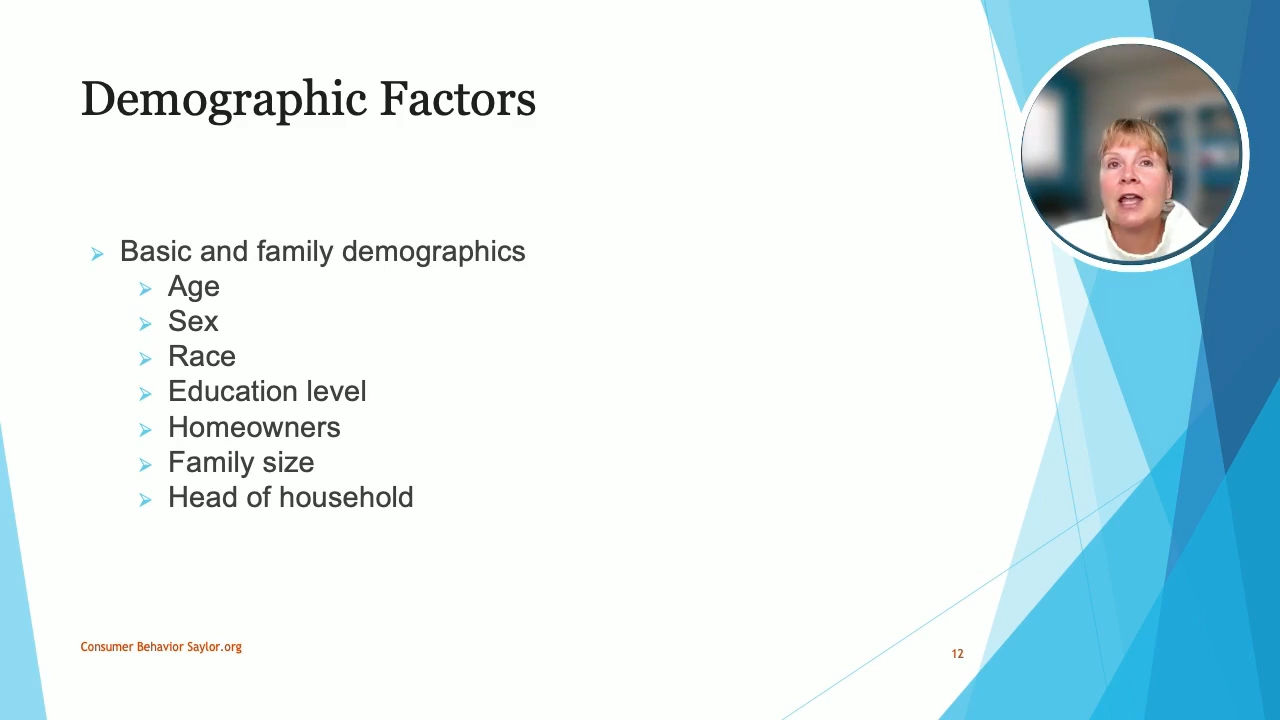 Demographic Factors
Basic and family demographics
Age
Sex
Race
Education level
Homeowners
Family size
Head of household
Consumer Behavior Saylor.org
12